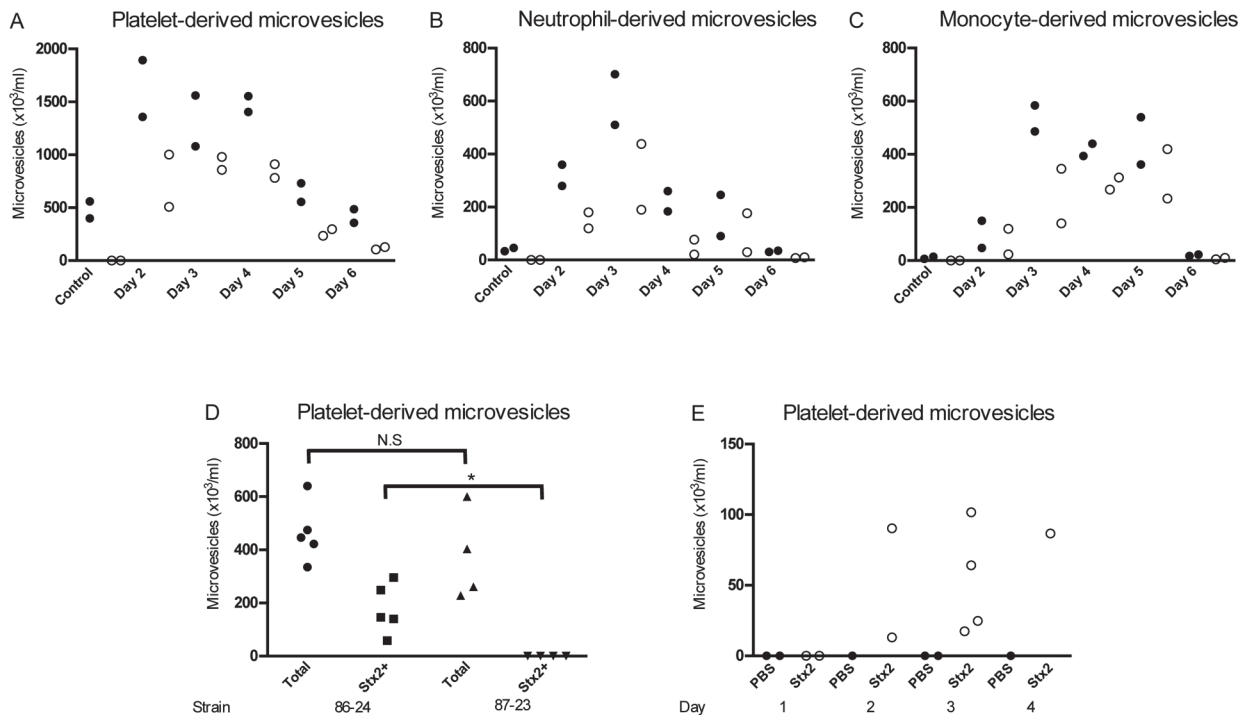 A Platelet-derived microvesicles
Microvesicles (x10³/ml)
2000
1500
1000
500
0
Control Day 2 Day 3 Day 4 Day 5 Day 6
B Neutrophil-derived microvesicles
Microvesicles (x10³/ml)
800
600
400
200
0
Control Day 2 Day 3 Day 4 Day 5 Day 6
C Monocyte-derived microvesicles
Microvesicles (x10³/ml)
800
600
400
200
0
Control Day 2 Day 3 Day 4 Day 5 Day 6
D Platelet-derived microvesicles
Microvesicles (x10³/ml)
800
600
400
200
0
N.S
*
Total Stx2+ Total Stx2+
Strain 86-24 87-23
E Platelet-derived microvesicles
Microvesicles (x10³/ml)
150
100
50
0
PBS Stx2 PBS Stx2 PBS Stx2 PBS Stx2
Day 1 2 3 4